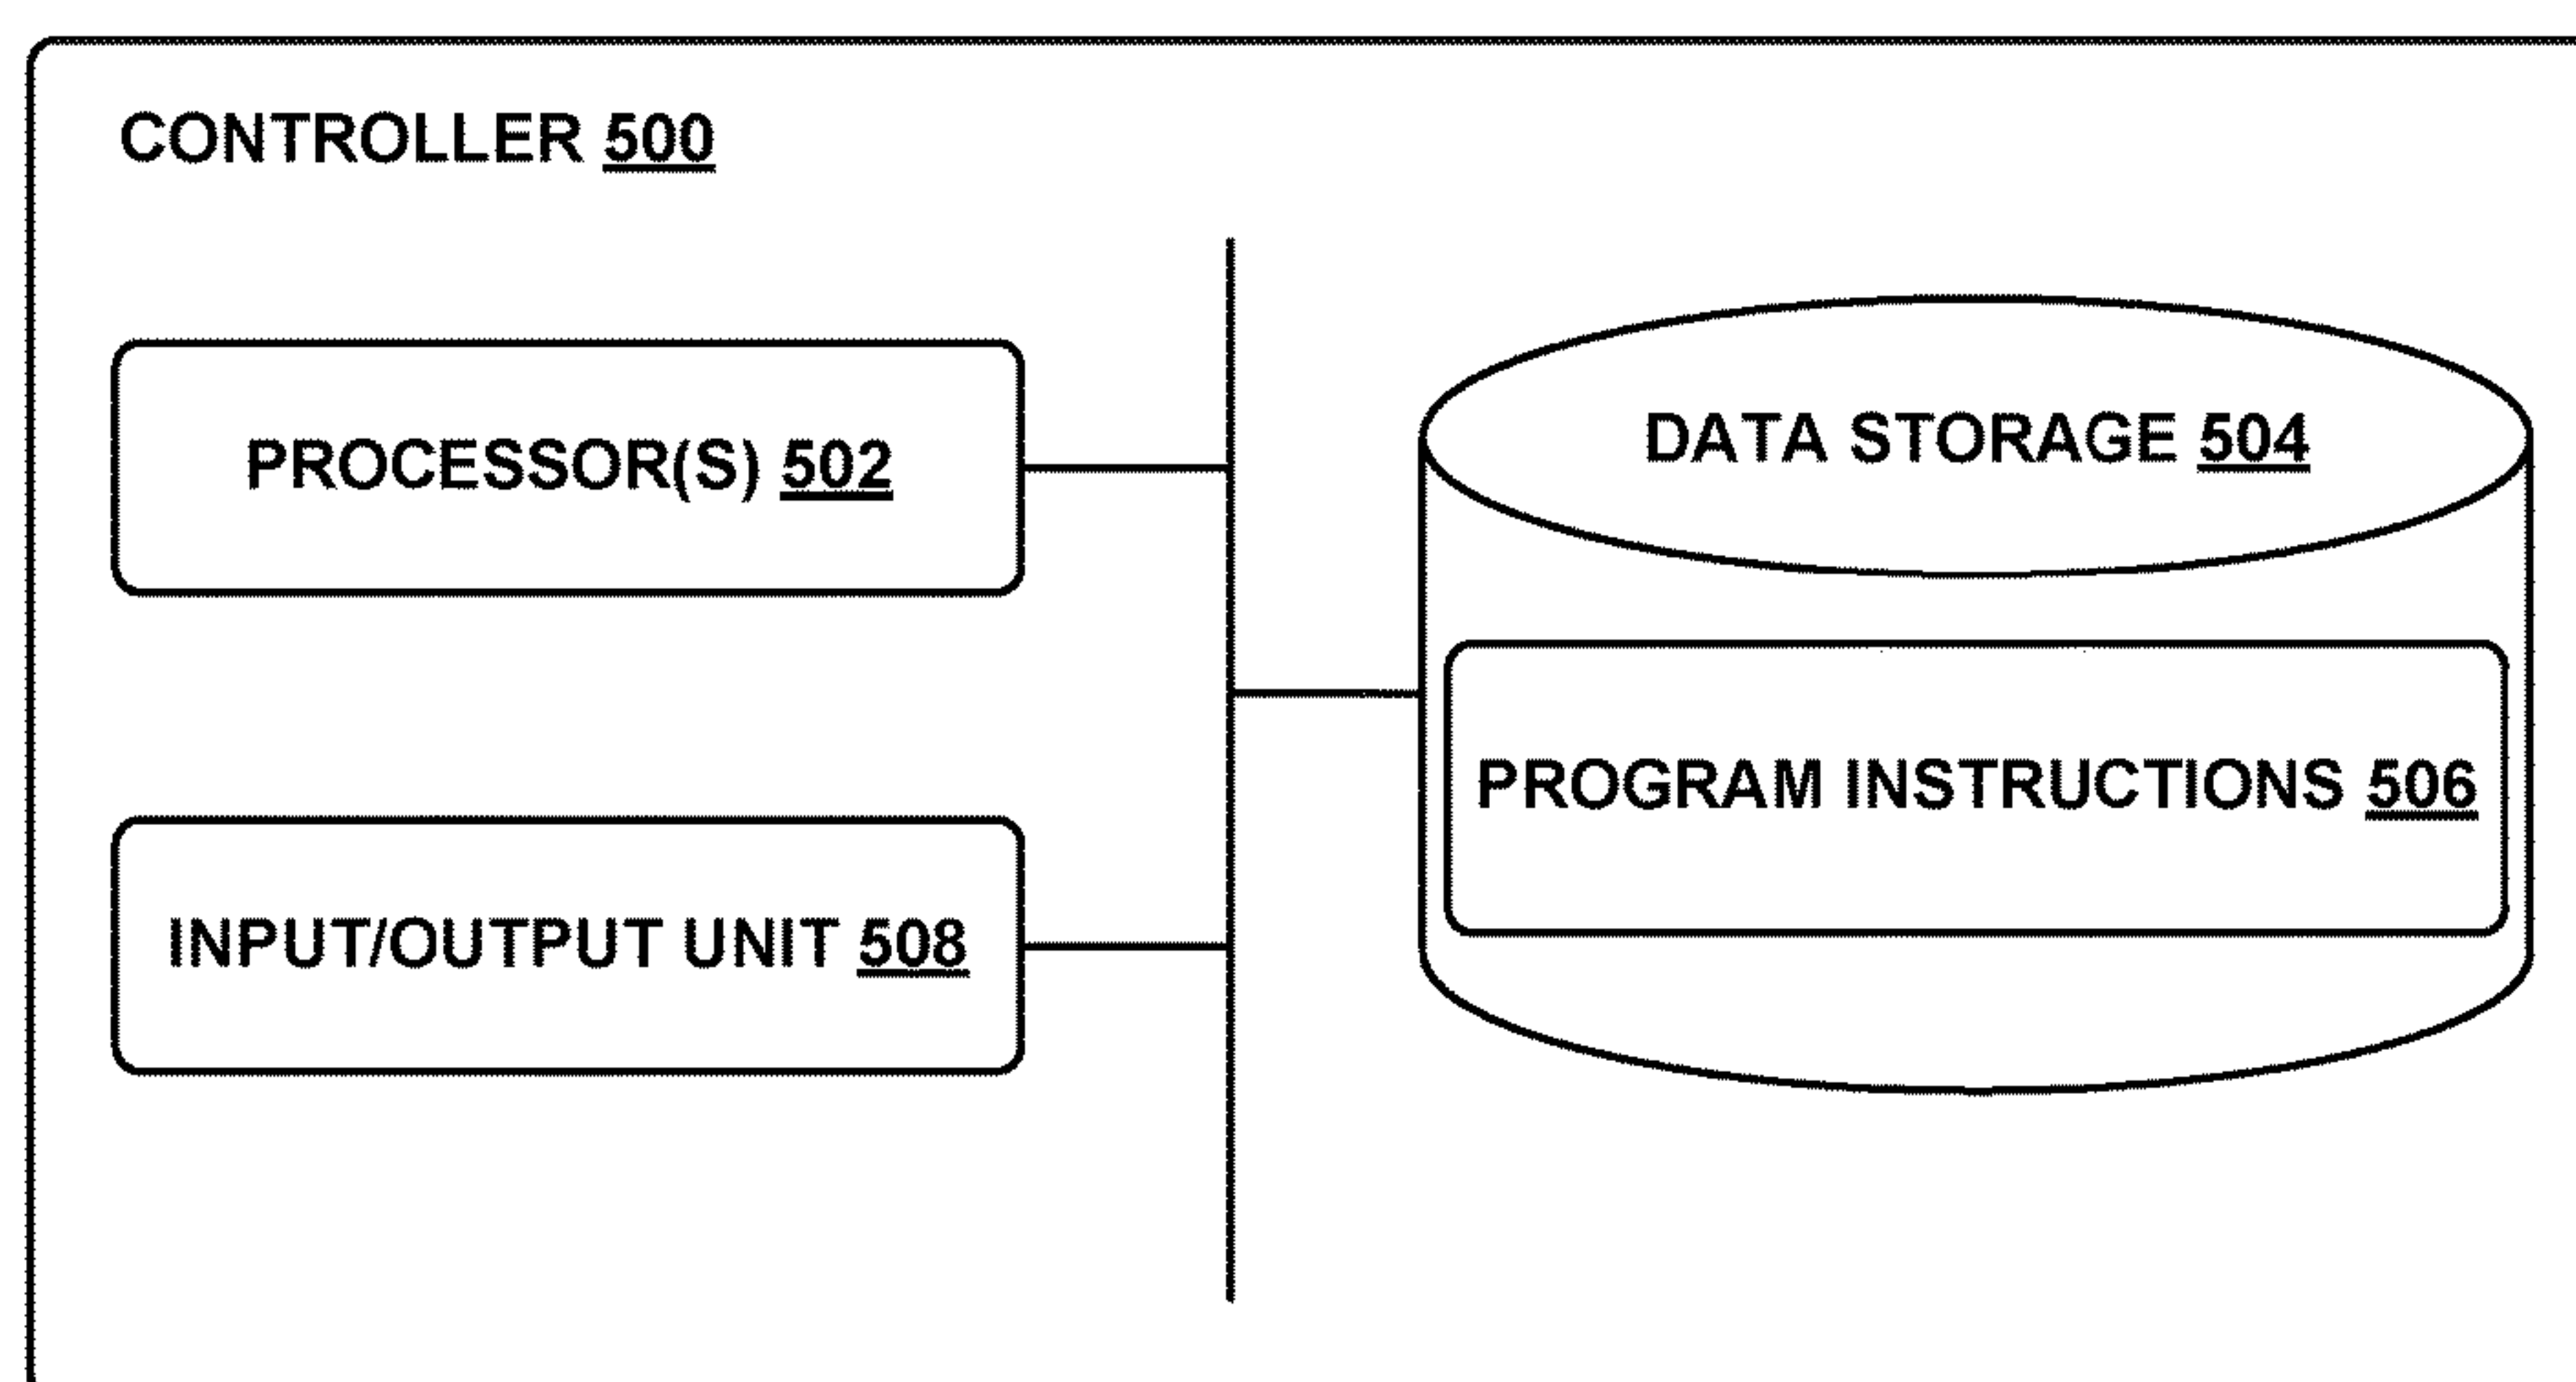 CONTROLLER 500
PROCESSOR(S) 502
INPUT/OUTPUT UNIT 508
DATA STORAGE 504
PROGRAM INSTRUCTIONS 506